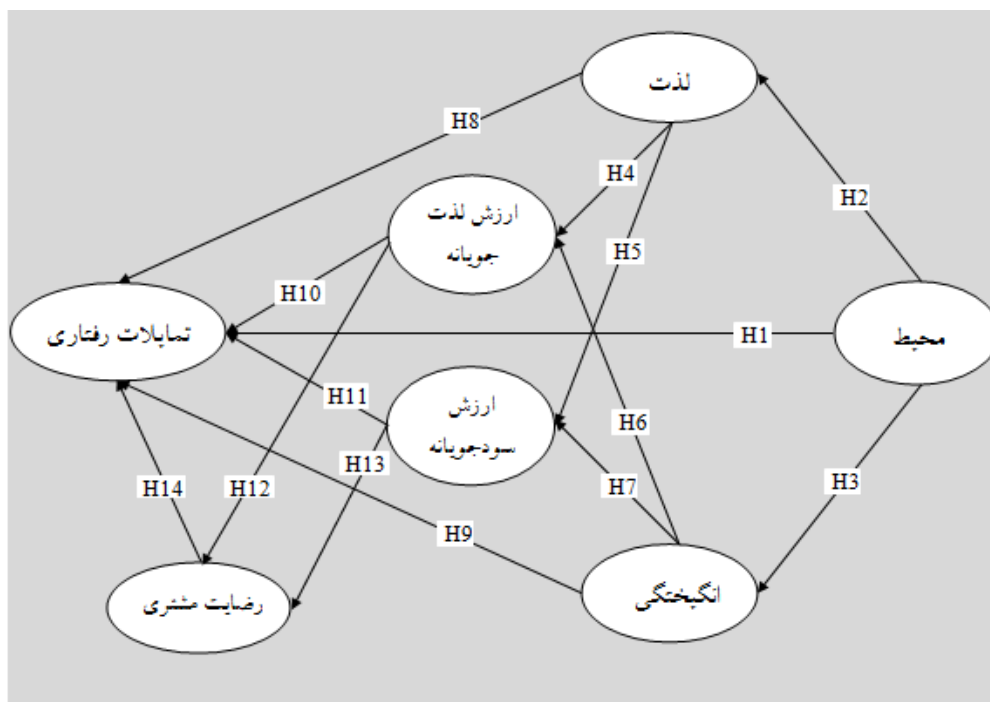 لذت
H8
H4
H2
ارزش لذت
جویانه
H5
H10
تمایلات رفتاری
H1
محیط
H11
ارزش
سودجویانه
H6
H13
H7
H3
H14
H12
H9
انگیختگی
رضایت مشتری